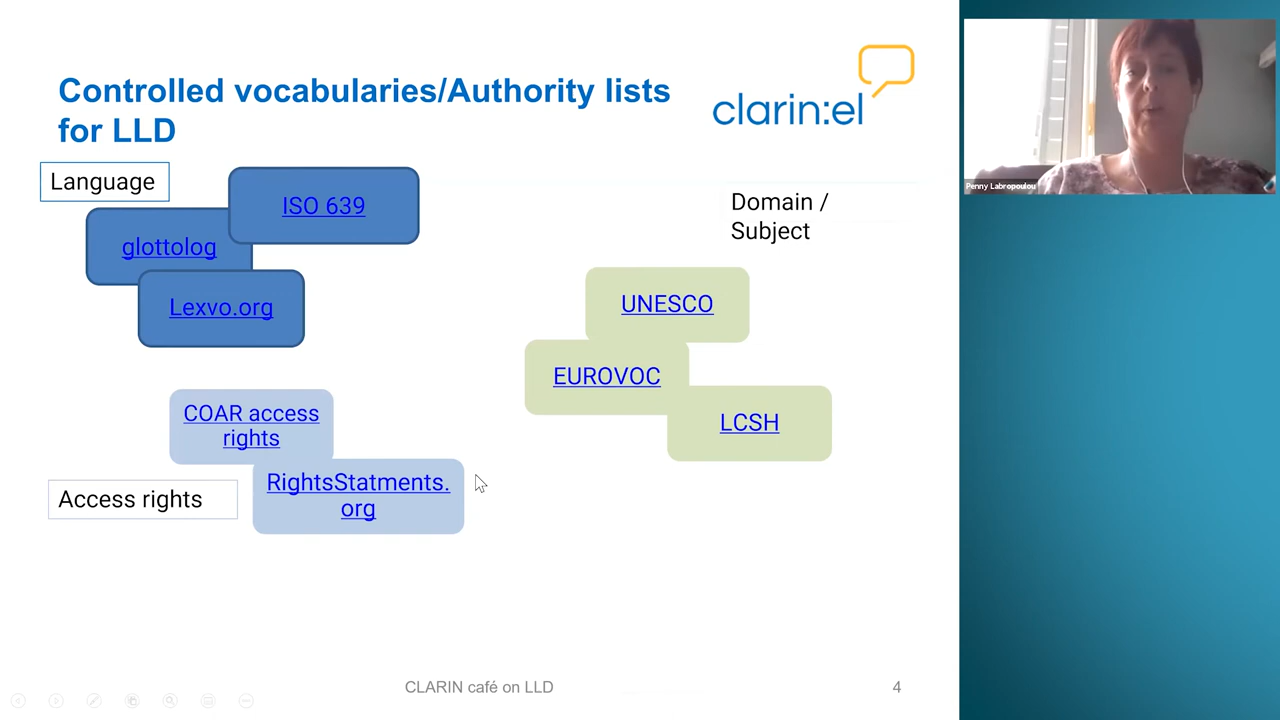 Controlled vocabularies/Authority lists
for LLD
clarin:el
Language
ISO 639
glottolog
Lexvo.org
Domain /
Subject
UNESCO
EUROVOC
LCSH
COAR access
rights
RightsStatments.
org
Access rights
CLARIN café on LLD
4
Penny Labropoulou